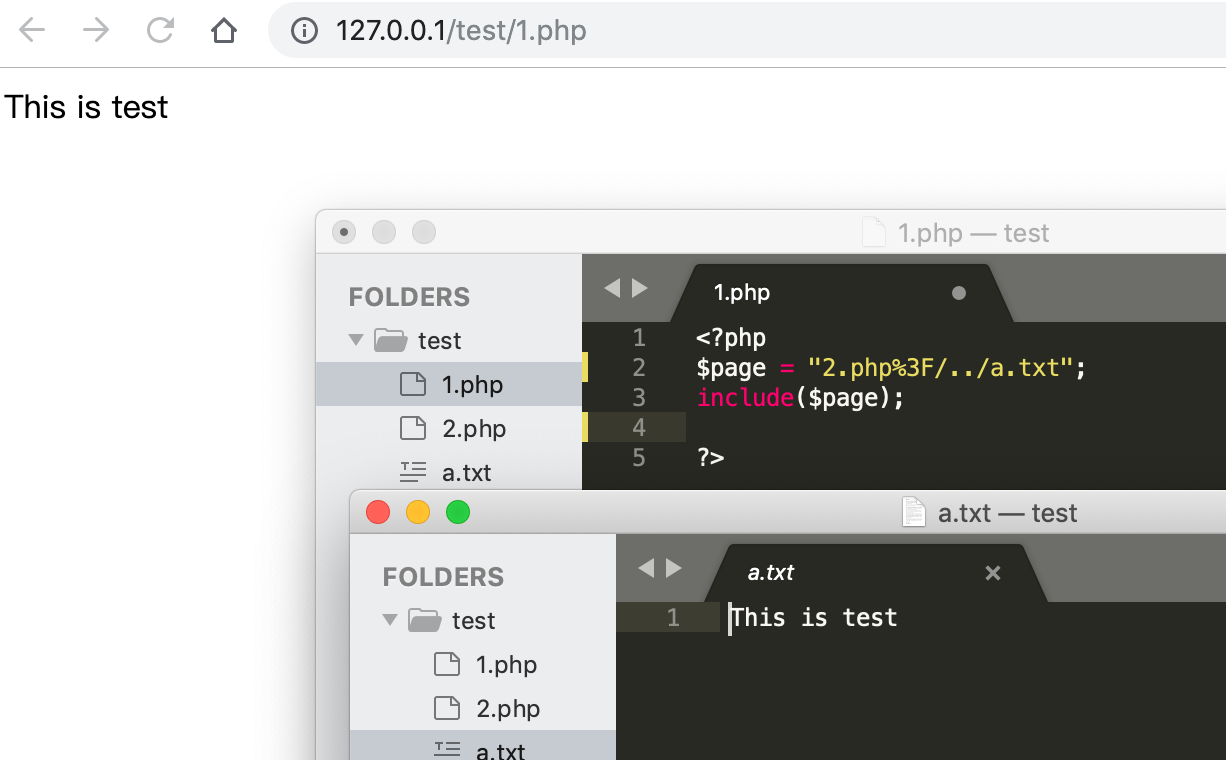 127.0.0.1/test/1.php
This is test
1.php — test
FOLDERS
test
1.php
2.php
a.txt
1.php
1 <?php
2 $page = "2.php%3F/../a.txt";
3 include($page);
4
5 ?>
a.txt — test
FOLDERS
test
1.php
2.php
a.txt
a.txt
1 This is test